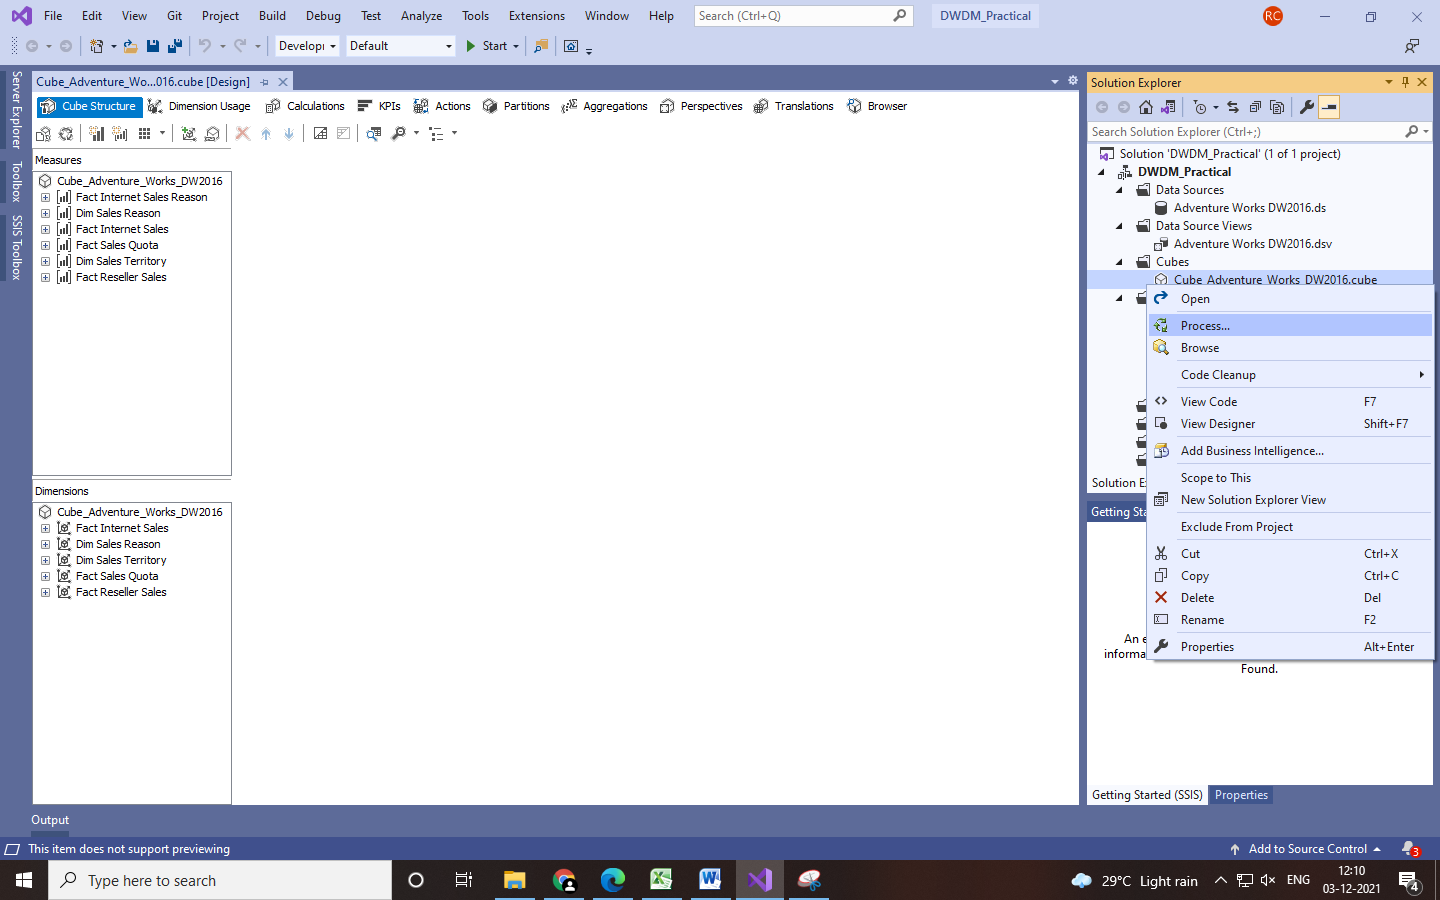 File Edit View Git Project Build Debug Test Analyze Tools Extensions Window Help Search (Ctrl+Q) DWDM_Practical RC
Default Start
Cube_Adventure_Wo...016.cube [Design]
Cube Structure Dimension Usage Calculations KPIs Actions Partitions Aggregations Perspectives Translations Browser
Server Explorer
Toolbox
SSIS Toolbox
Measures
Cube_Adventure_Works_DW2016
Fact Internet Sales Reason
Dim Sales Reason
Fact Internet Sales
Fact Sales Quota
Dim Sales Territory
Fact Reseller Sales
Dimensions
Cube_Adventure_Works_DW2016
Fact Internet Sales
Dim Sales Reason
Dim Sales Territory
Fact Sales Quota
Fact Reseller Sales
Solution Explorer
Search Solution Explorer (Ctrl+;)
Solution 'DWDM_Practical' (1 of 1 project)
DWDM_Practical
Data Sources
Adventure Works DW2016.ds
Data Source Views
Adventure Works DW2016.dsv
Cubes
Cube_Adventure_Works_DW2016.cube
Open
Process...
Browse
Code Cleanup
View Code F7
View Designer Shift+F7
Add Business Intelligence...
Scope to This
New Solution Explorer View
Exclude From Project
Cut Ctrl+X
Copy Ctrl+C
Delete Del
Rename F2
Properties Alt+Enter
Solution
Getting
An
Found.
Getting Started (SSIS) Properties
Output
This item does not support previewing Add to Source Control 3
Type here to search 29°C Light rain ENG 12:10
03-12-2021 4